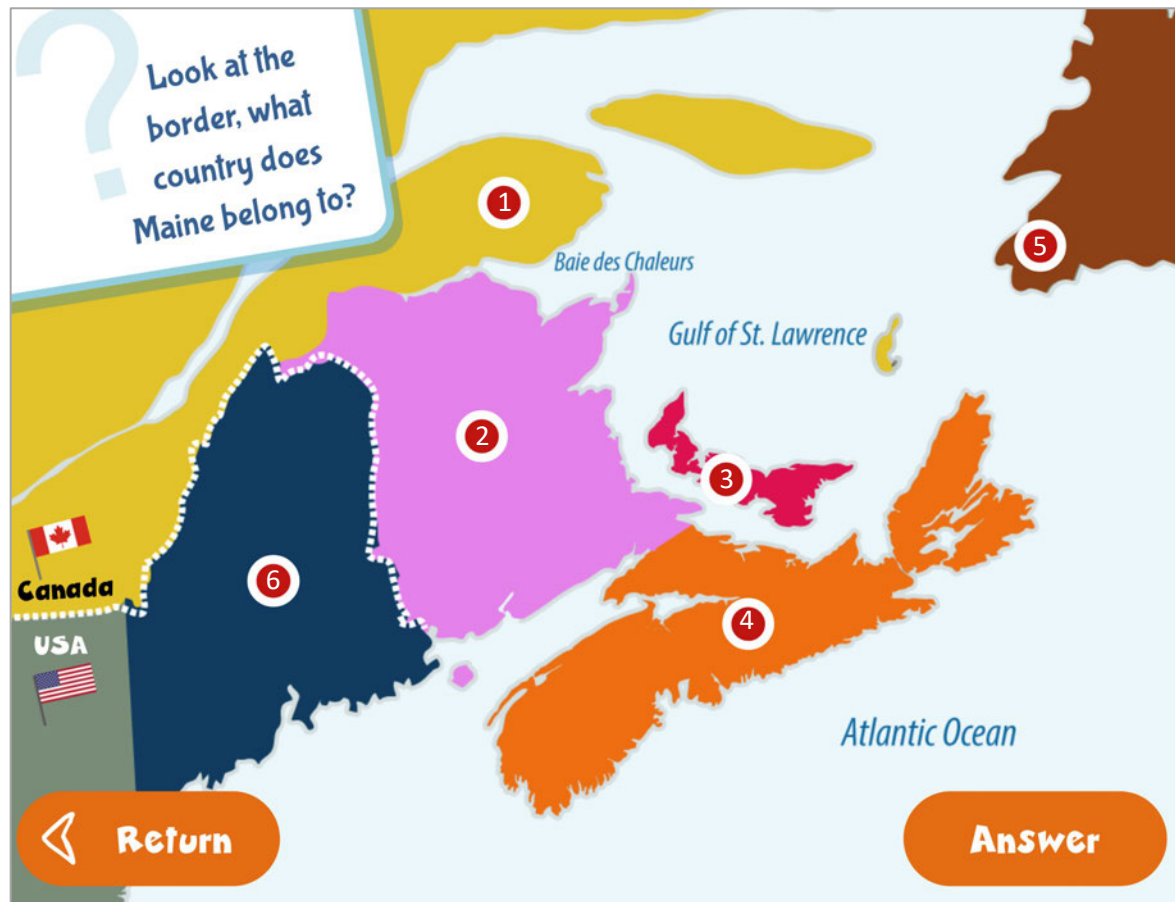 ?
Look at the
border, what
country does
Maine belong to?
1
Baie des Chaleurs
5
Gulf of St. Lawrence
2
3
Canada
6
4
USA
Atlantic Ocean
Return
Answer